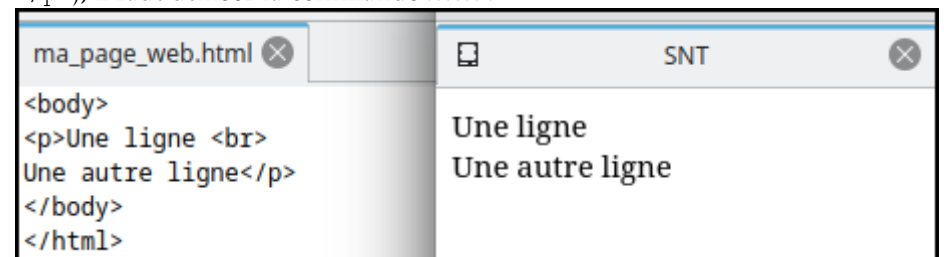 ma_page_web.html
<body>
<p>Une ligne <br>
Une autre ligne</p>
</body>
</html>
SNT
Une ligne
Une autre ligne